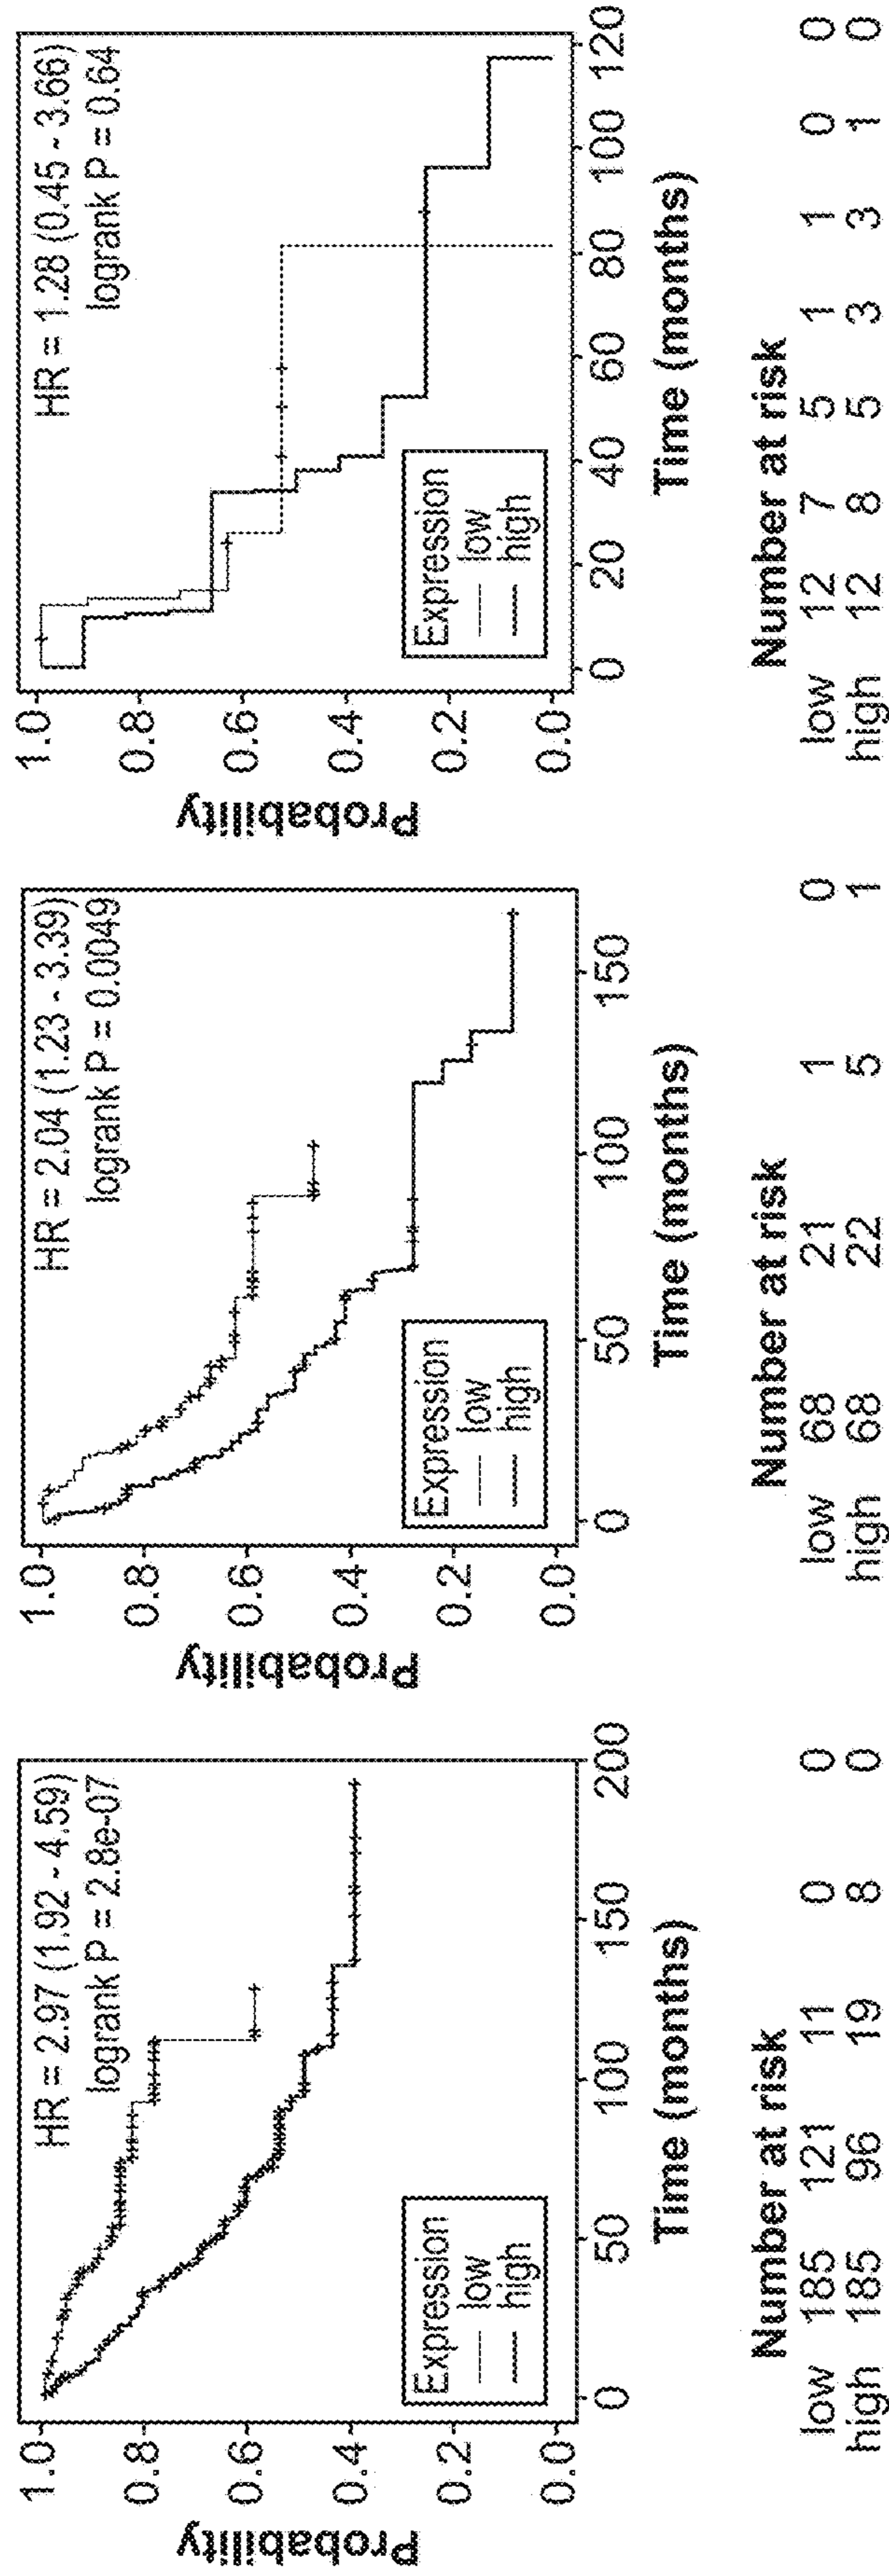 HR = 2.97 (1.92 - 4.59)
logrank P = 2.8e-07
Probability
1.0
0.8
0.6
0.4
0.2
0.0
Expression
low
high
0 50 100 150 200
Time (months)
Number at risk
low 185 121 11 0 0
high 185 96 19 8 0
HR = 2.04 (1.23 - 3.39)
logrank P = 0.0049
Probability
1.0
0.8
0.6
0.4
0.2
0.0
Expression
low
high
0 50 100 150
Time (months)
Number at risk
low 68 21 1 0
high 68 22 5 1
HR = 1.28 (0.45 - 3.66)
logrank P = 0.64
Probability
1.0
0.8
0.6
0.4
0.2
0.0
Expression
low
high
0 20 40 60 80 100 120
Time (months)
Number at risk
low 12 7 5 1 1 0 0
high 12 8 5 3 3 1 0